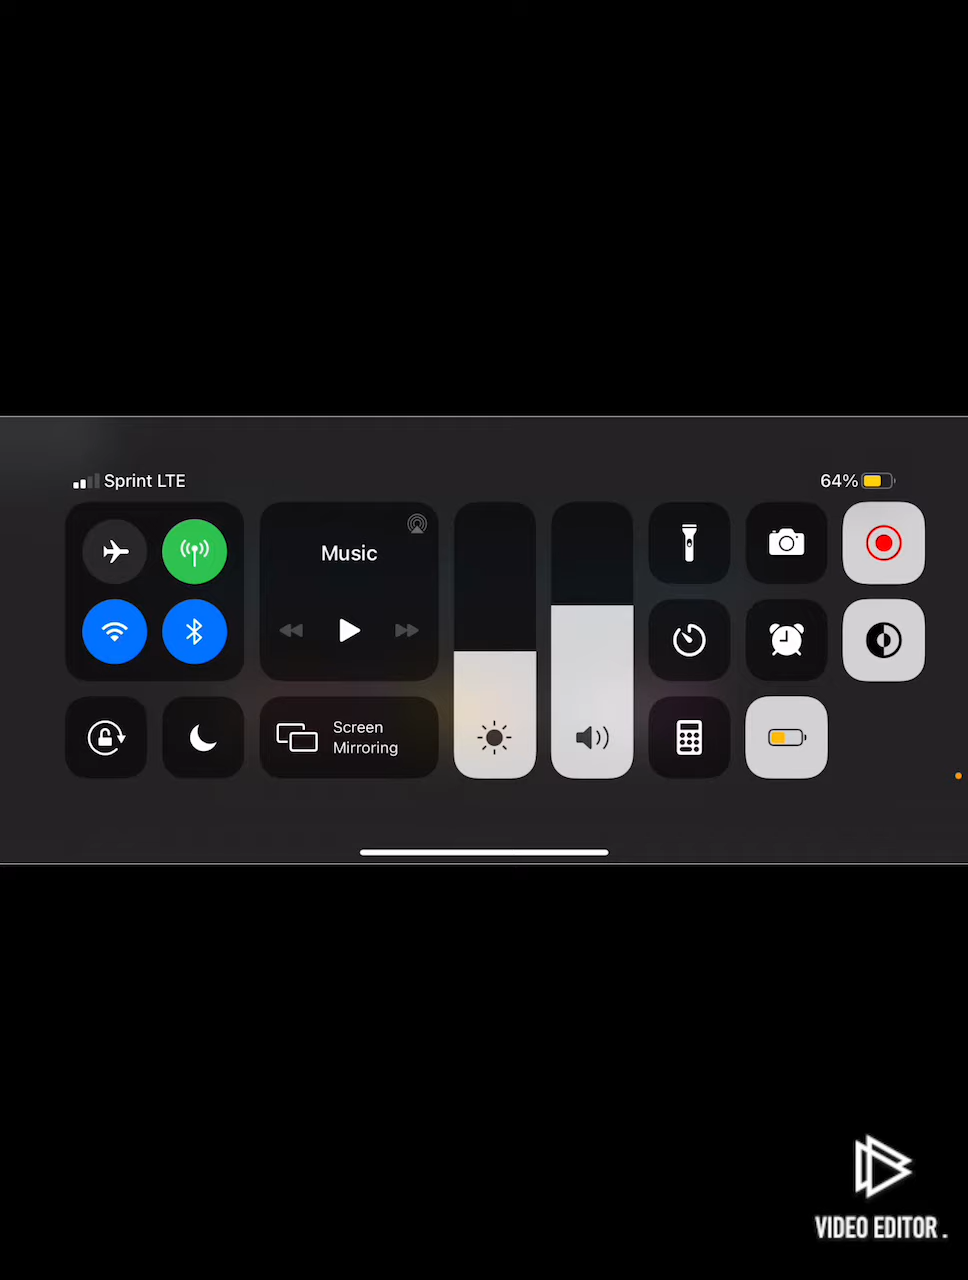 Sprint LTE
64%
Music
Screen
Mirroring
VIDEO EDITOR .